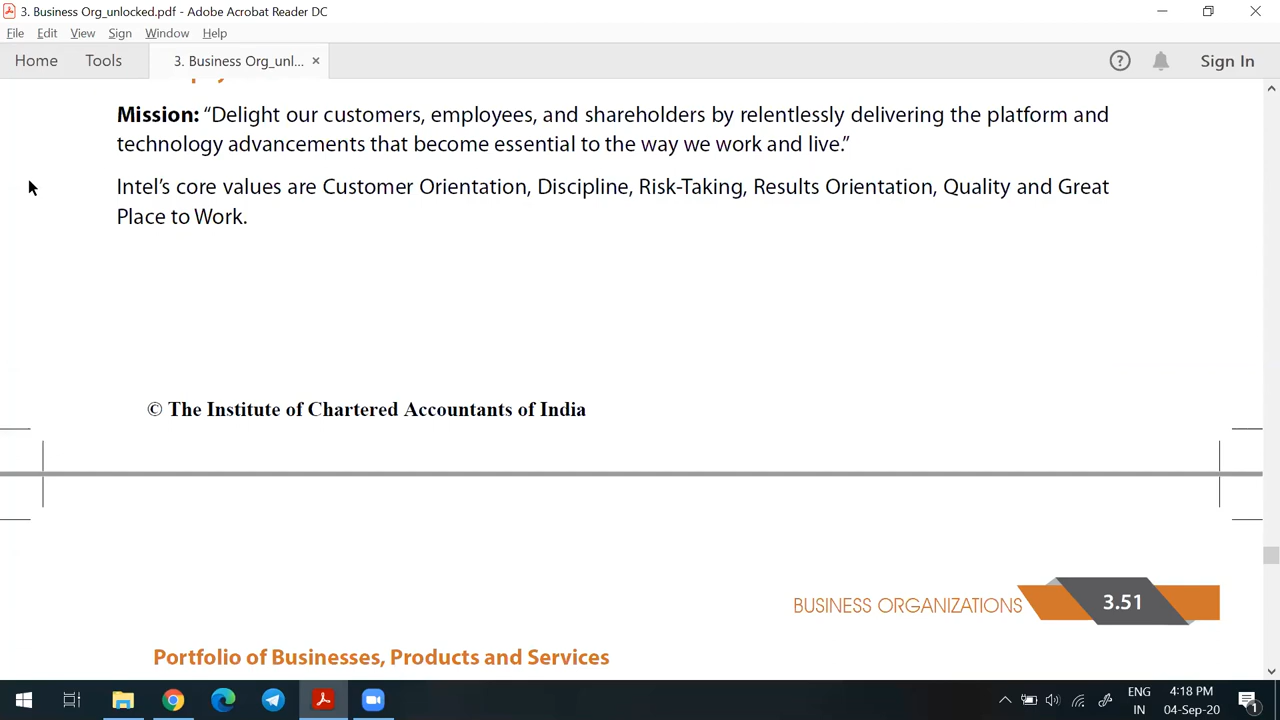 3. Business Org_unlocked.pdf - Adobe Acrobat Reader DC
File Edit View Sign Window Help
Home Tools 3. Business Org_unl... × Sign In
Mission: “Delight our customers, employees, and shareholders by relentlessly delivering the platform and
technology advancements that become essential to the way we work and live.”
Intel’s core values are Customer Orientation, Discipline, Risk-Taking, Results Orientation, Quality and Great
Place to Work.
© The Institute of Chartered Accountants of India
BUSINESS ORGANIZATIONS 3.51
Portfolio of Businesses, Products and Services
ENG 4:18 PM
IN 04-Sep-20 1